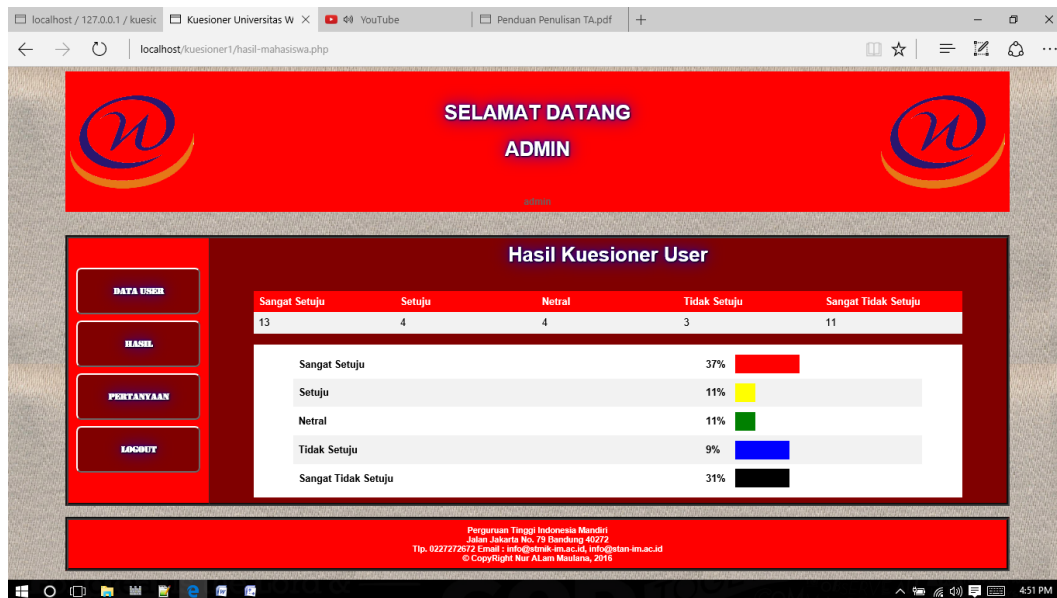 localhost / 127.0.0.1 / kuesic
Kuesioner Universitas W
YouTube
Penduan Penulisan TA.pdf
localhost/kuesioner1/hasil-mahasiswa.php
SELAMAT DATANG
ADMIN
admin
Hasil Kuesioner User
DATA USER
HASIL
PERTANYAAN
LOGOUT
Sangat Setuju Setuju Netral Tidak Setuju Sangat Tidak Setuju
13 4 4 3 11
Sangat Setuju 37%
Setuju 11%
Netral 11%
Tidak Setuju 9%
Sangat Tidak Setuju 31%
Perguruan Tinggi Indonesia Mandiri
Jalan Jakarta No. 79 Bandung 40272
Tlp. 0227272672 Email : info@stmik-im.ac.id, info@stan-im.ac.id
© CopyRight Nur ALam Maulana, 2016
4:51 PM